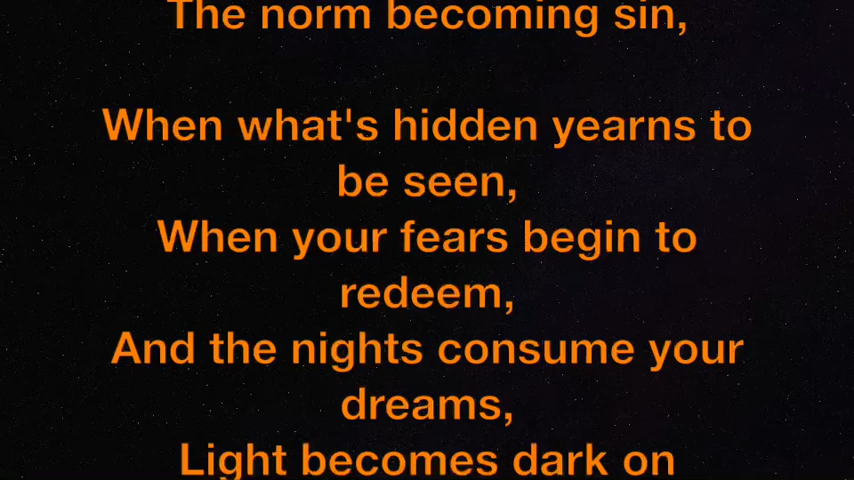 The norm becoming sin,
When what's hidden yearns to
be seen,
When your fears begin to
redeem,
And the nights consume your
dreams,
Light becomes dark on